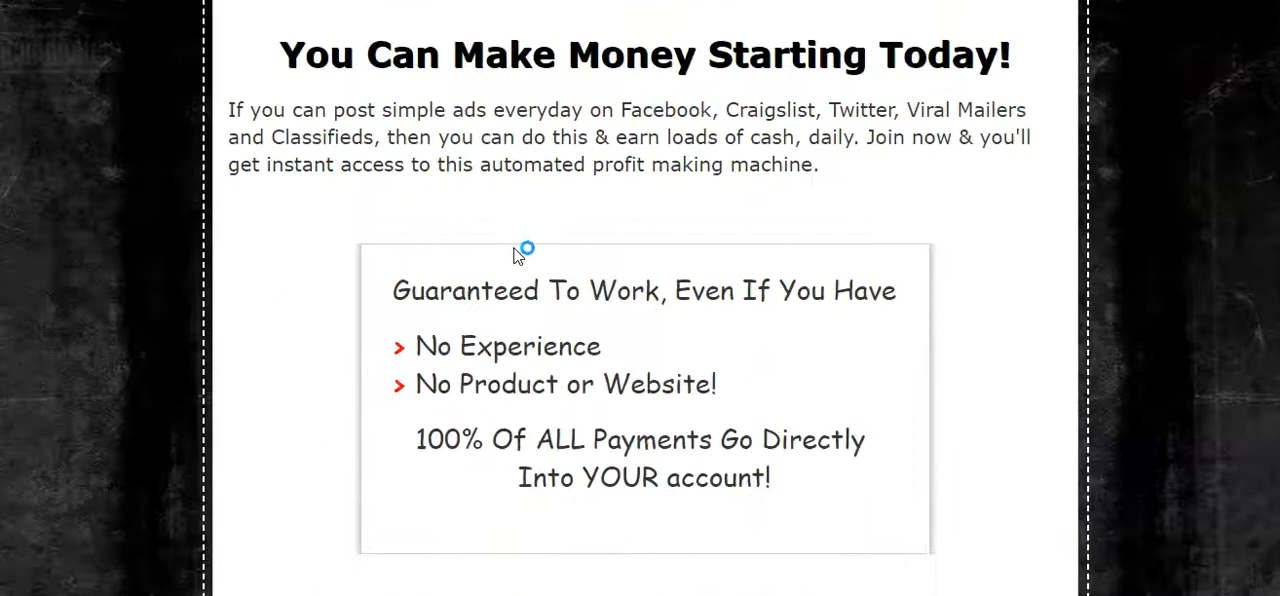 You Can Make Money Starting Today!
If you can post simple ads everyday on Facebook, Craigslist, Twitter, Viral Mailers
and Classifieds, then you can do this & earn loads of cash, daily. Join now & you'll
get instant access to this automated profit making machine.
Guaranteed To Work, Even If You Have
> No Experience
> No Product or Website!
100% Of ALL Payments Go Directly
Into YOUR account!